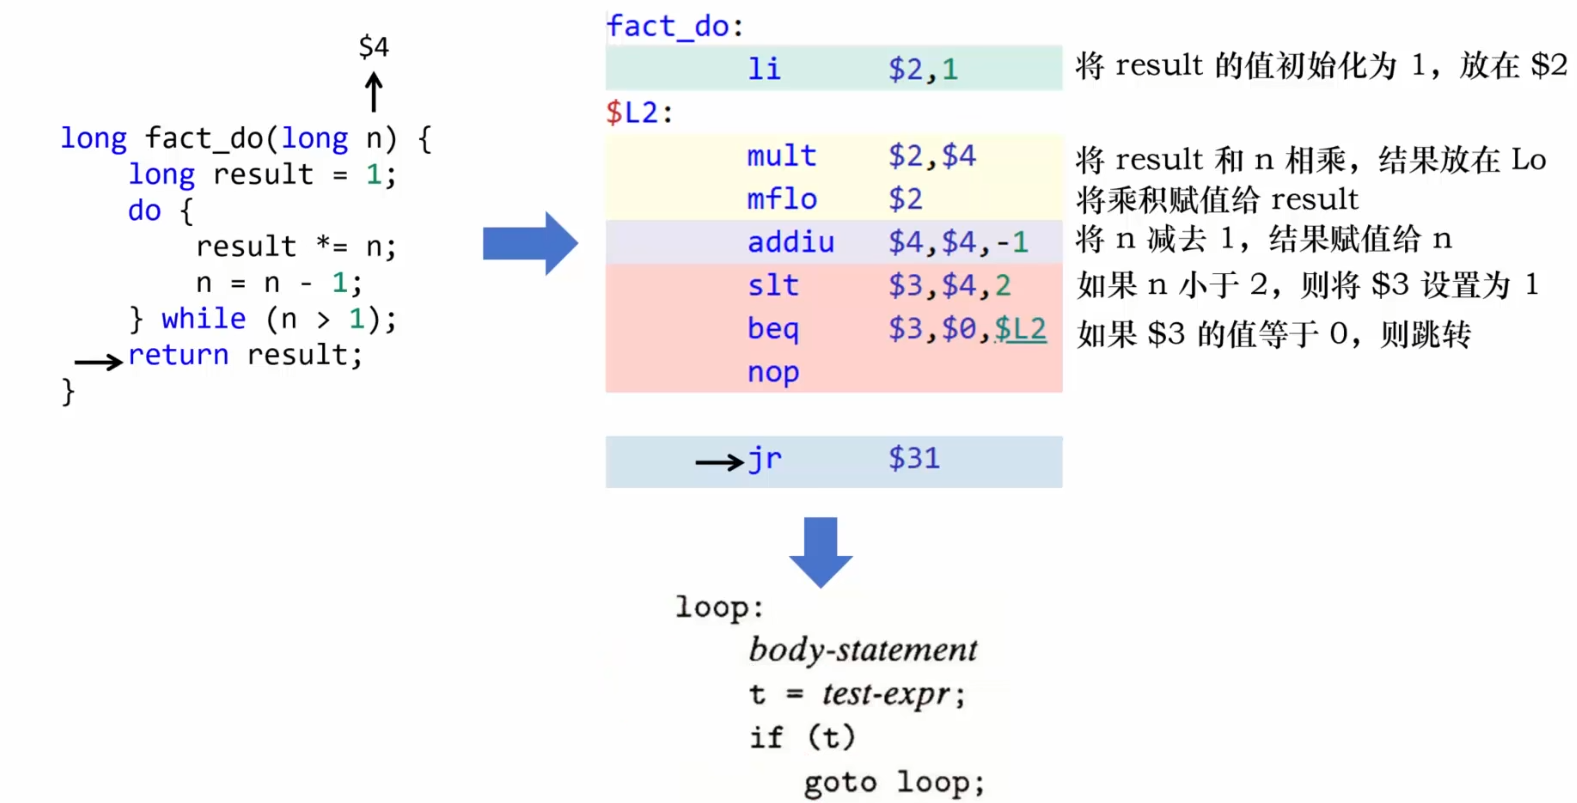 $4
long fact_do(long n) {
long result = 1;
do {
result *= n;
n = n - 1;
} while (n > 1);
return result;
}
fact_do:
li $2,1 将 result 的值初始化为 1，放在 $2
$L2:
mult $2,$4 将 result 和 n 相乘，结果放在 Lo
mflo $2 将乘积赋值给 result
addiu $4,$4,-1 将 n 减去 1，结果赋值给 n
slt $3,$4,2 如果 n 小于 2，则将 $3 设置为 1
beq $3,$0,$L2 如果 $3 的值等于 0，则跳转
nop
jr $31
loop:
body-statement
t = test-expr;
if (t)
goto loop;